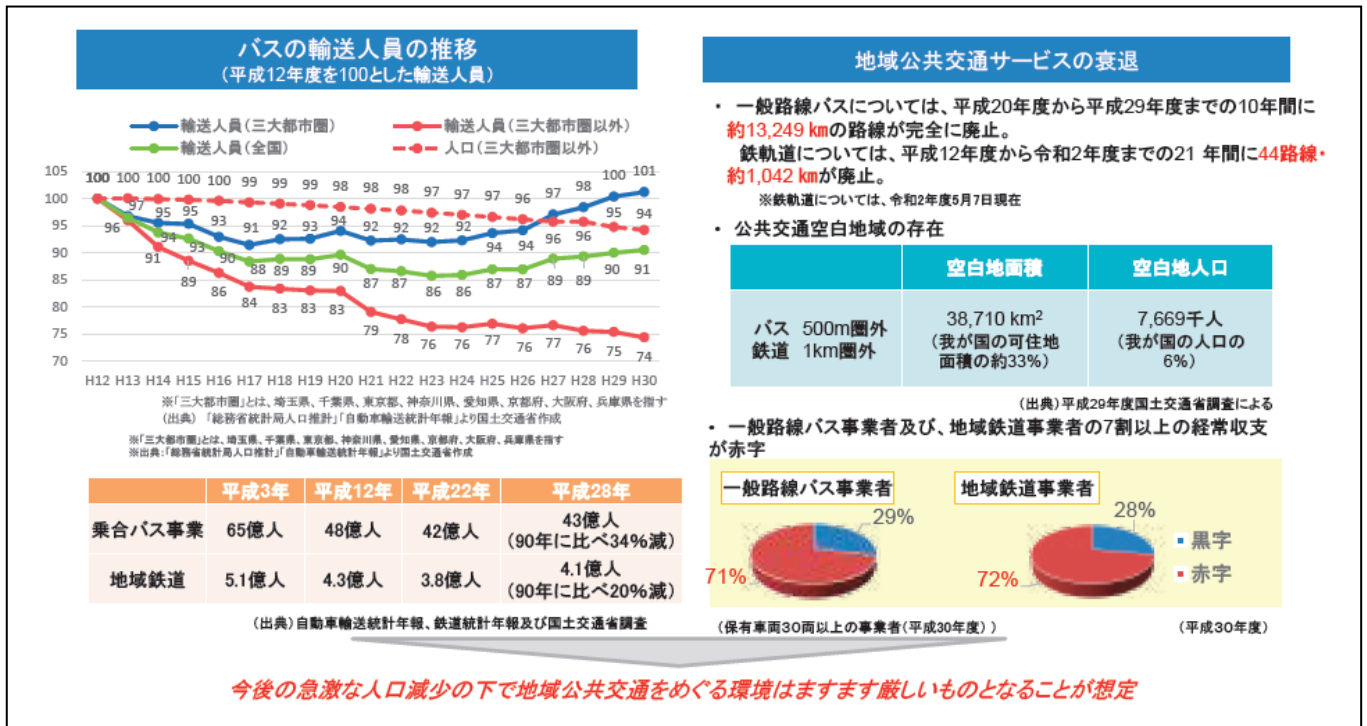 バスの輸送人員の推移
(平成12年度を100とした輸送人員)
輸送人員(三大都市圏)
輸送人員(三大都市圏以外)
輸送人員(全国)
人口(三大都市圏以外)
105
100
95
90
85
80
75
70
100 100 100 100 100 99 99 99 98 98 98 97 97 97 96 96 96 95 94
97 95 95 93 91 92 92 94 92 92 92 92 94 94 97 98 100 101
96 94 93 90 88 89 89 90 87 87 86 86 87 87 89 89 90 91
91 89 86 84 83 83 83 79 78 76 76 77 76 77 76 75 74
H12 H13 H14 H15 H16 H17 H18 H19 H20 H21 H22 H23 H24 H25 H26 H27 H28 H29 H30
※「三大都市圏」とは、埼玉県、千葉県、東京都、神奈川県、愛知県、京都府、大阪府、兵庫県を指す
(出典) 「総務省統計局人口推計」「自動車輸送統計年報」より国土交通省作成
※「三大都市圏」とは、埼玉県、千葉県、東京都、神奈川県、愛知県、京都府、大阪府、兵庫県を指す
※出典:「総務省統計局人口推計」「自動車輸送統計年報」より国土交通省作成
平成3年 平成12年 平成22年 平成28年
乗合バス事業 65億人 48億人 42億人 43億人
(90年に比べ34%減)
地域鉄道 5.1億人 4.3億人 3.8億人 4.1億人
(90年に比べ20%減)
(出典)自動車輸送統計年報、鉄道統計年報及び国土交通省調査
地域公共交通サービスの衰退
・ 一般路線バスについては、平成20年度から平成29年度までの10年間に
約13,249 kmの路線が完全に廃止。
鉄軌道については、平成12年度から令和2年度までの21 年間に44路線・
約1,042 kmが廃止。
※鉄軌道については、令和2年度5月7日現在
・ 公共交通空白地域の存在
空白地面積 空白地人口
バス 500m圏外
鉄道 1km圏外
38,710 km²
(我が国の可住地
面積の約33%)
7,669千人
(我が国の人口の
6%)
(出典)平成29年度国土交通省調査による
・ 一般路線バス事業者及び、地域鉄道事業者の7割以上の経常収支
が赤字
一般路線バス事業者
29%
71%
地域鉄道事業者
28%
72%
黒字
赤字
(保有車両30両以上の事業者(平成30年度))
(平成30年度)
今後の急激な人口減少の下で地域公共交通をめぐる環境はますます厳しいものとなることが想定